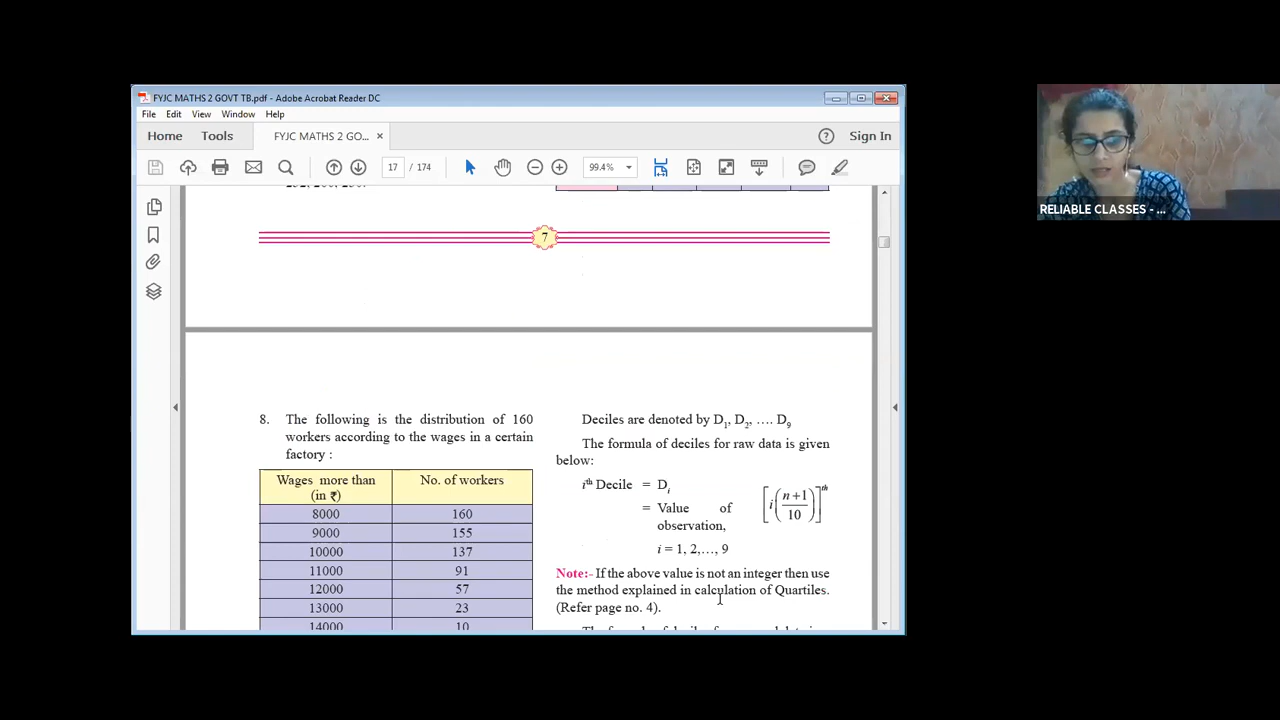 FYJC MATHS 2 GOVT TB.pdf - Adobe Acrobat Reader DC
File Edit View Window Help
Home Tools FYJC MATHS 2 GO... × ? Sign In
17 / 174 99.4%
7
8. The following is the distribution of 160
workers according to the wages in a certain
factory :
Wages more than (in ₹) No. of workers
8000 160
9000 155
10000 137
11000 91
12000 57
13000 23
14000 10
Deciles are denoted by D1, D2, …. D9
The formula of deciles for raw data is given
below:
ith Decile = Di
= Value of observation, [i((n+1)/10)]th
i = 1, 2,…, 9
Note:- If the above value is not an integer then use
the method explained in calculation of Quartiles.
(Refer page no. 4).
RELIABLE CLASSES - ...